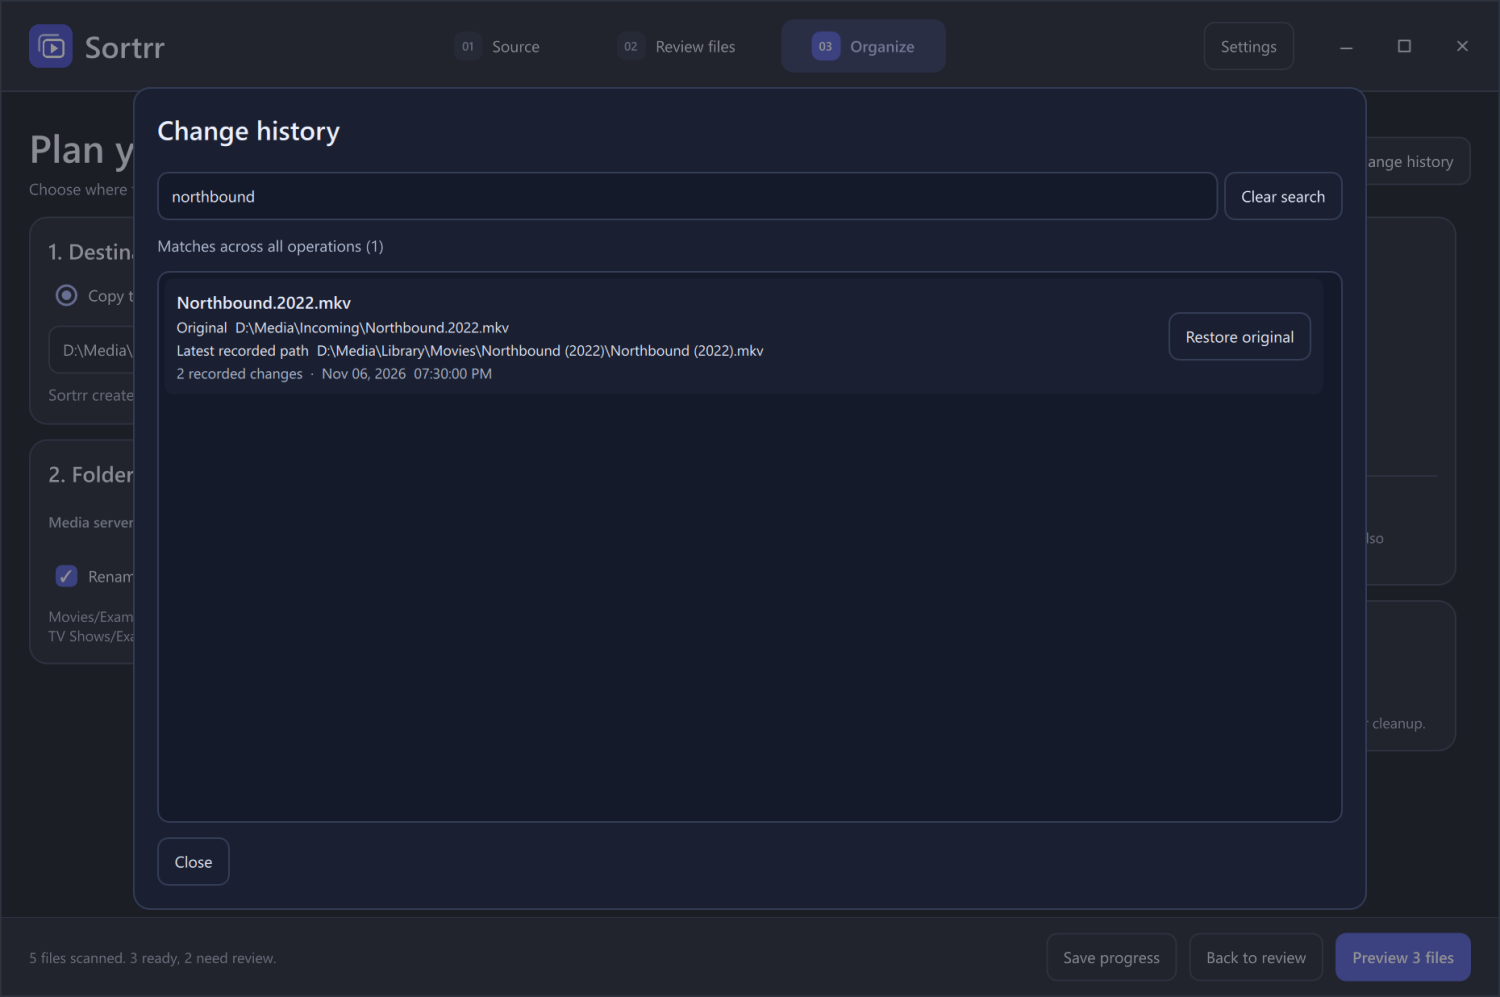 Sortrr
01 Source
02 Review files
03 Organize
Settings
Plan y
Choose where
ange history
Change history
northbound
Clear search
Matches across all operations (1)
Northbound.2022.mkv
Original D:\Media\Incoming\Northbound.2022.mkv
Latest recorded path D:\Media\Library\Movies\Northbound (2022)\Northbound (2022).mkv
2 recorded changes · Nov 06, 2026 07:30:00 PM
Restore original
1. Destina
Copy t
D:\Media\
Sortrr create
2. Folder
Media server
Renam
Movies/Exam
TV Shows/Exa
lso
cleanup.
Close
5 files scanned. 3 ready, 2 need review.
Save progress
Back to review
Preview 3 files